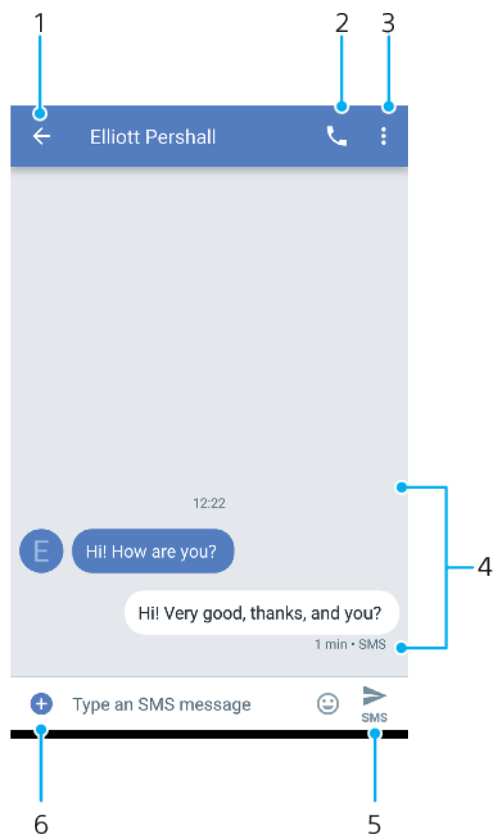 1 2 3
Elliott Pershall
12:22
E Hi! How are you?
Hi! Very good, thanks, and you?
1 min • SMS
4
Type an SMS message
SMS
6 5